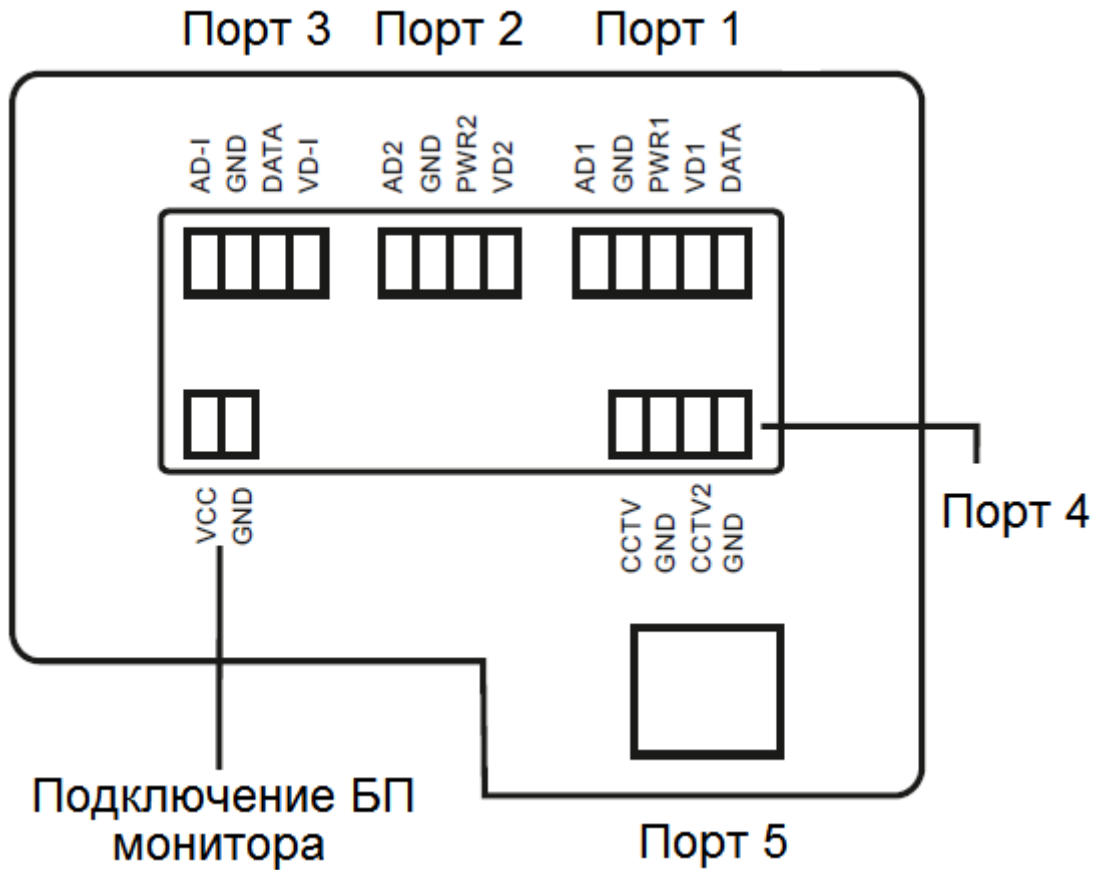 Порт 3 Порт 2 Порт 1
AD-I
GND
DATA
VD-I
AD2
GND
PWR2
VD2
AD1
GND
PWR1
VD1
DATA
VCC
GND
CCTV
GND
CCTV2
GND
Порт 4
Подключение БП
монитора
Порт 5